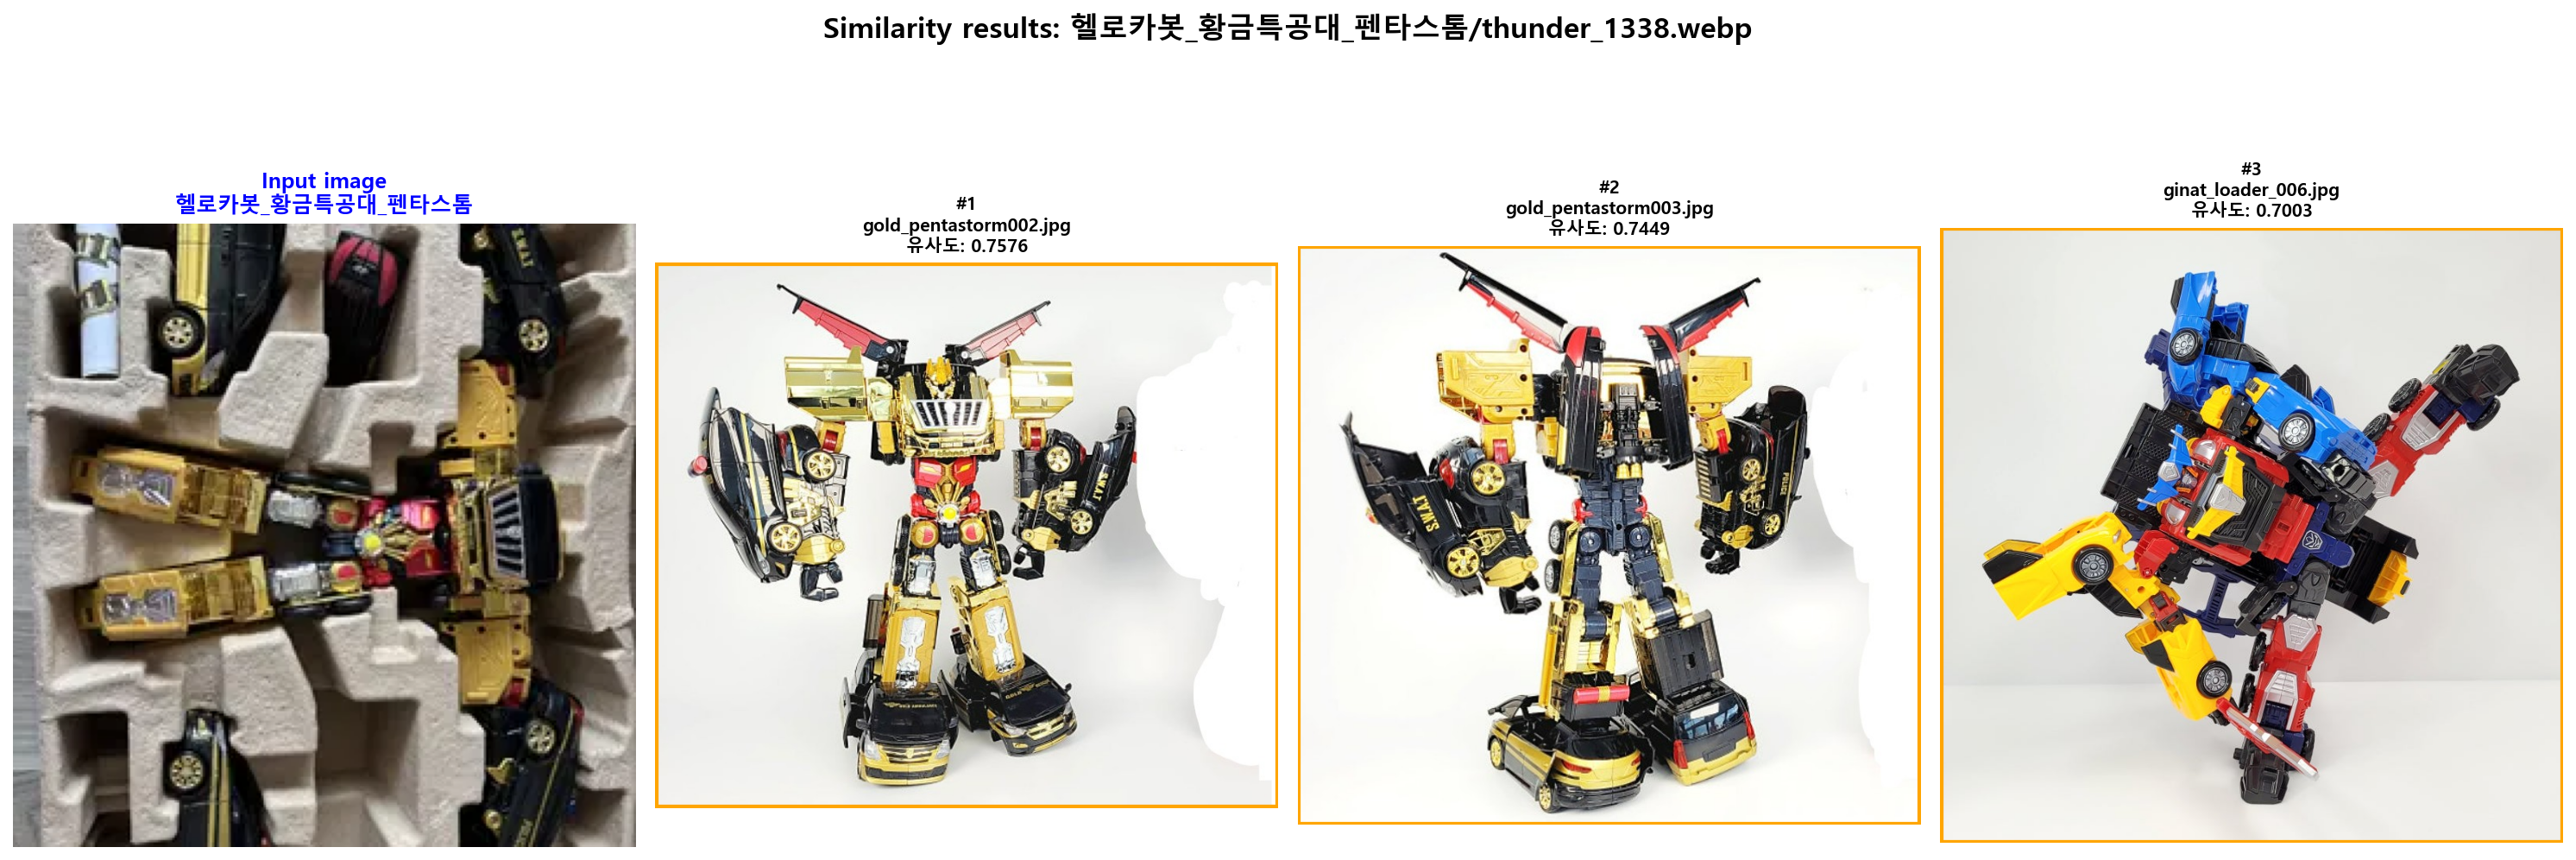 Similarity results: 헬로카봇_황금특공대_펜타스톰/thunder_1338.webp
Input image
헬로카봇_황금특공대_펜타스톰
#1
gold_pentastorm002.jpg
유사도: 0.7576
#2
gold_pentastorm003.jpg
유사도: 0.7449
#3
ginat_loader_006.jpg
유사도: 0.7003
S.W.A.T
S.W.A.T
S.W.A.T
POLICE